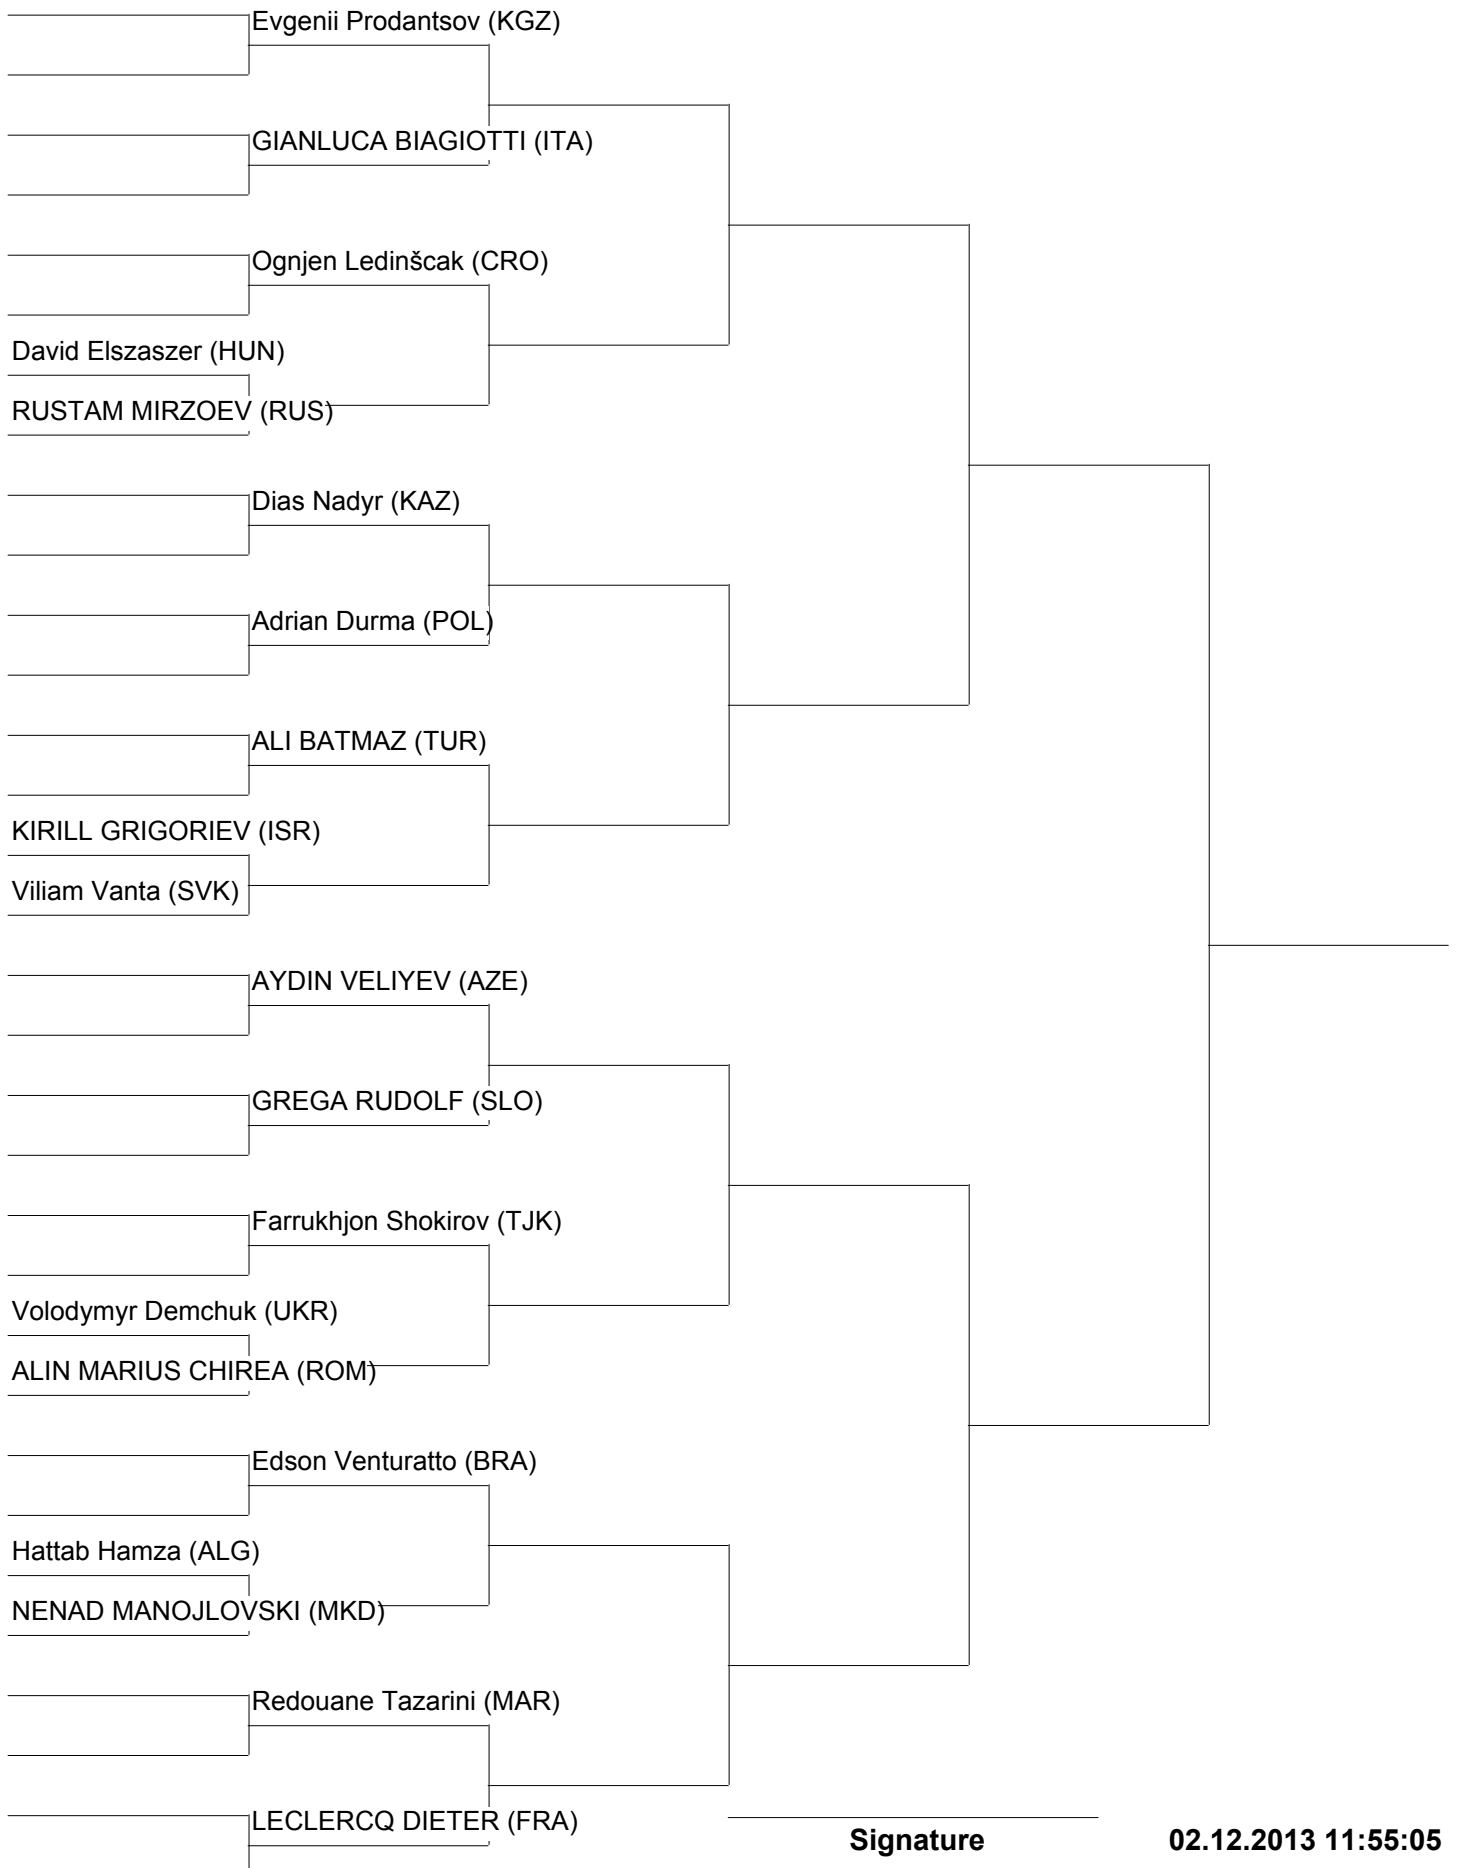 Evgenii Prodantsov (KGZ)
GIANLUCA BIAGIOTTI (ITA)
Ognjen Ledinšcak (CRO)
David Elszaszer (HUN)
RUSTAM MIRZOEV (RUS)
Dias Nadyr (KAZ)
Adrian Durma (POL)
ALI BATMAZ (TUR)
KIRILL GRIGORIEV (ISR)
Viliam Vanta (SVK)
AYDIN VELIYEV (AZE)
GREGA RUDOLF (SLO)
Farrukhjon Shokirov (TJK)
Volodymyr Demchuk (UKR)
ALIN MARIUS CHIREA (ROM)
Edson Venturatto (BRA)
Hattab Hamza (ALG)
NENAD MANOJLOVSKI (MKD)
Redouane Tazarini (MAR)
LECLERCQ DIETER (FRA)
Signature 02.12.2013 11:55:05